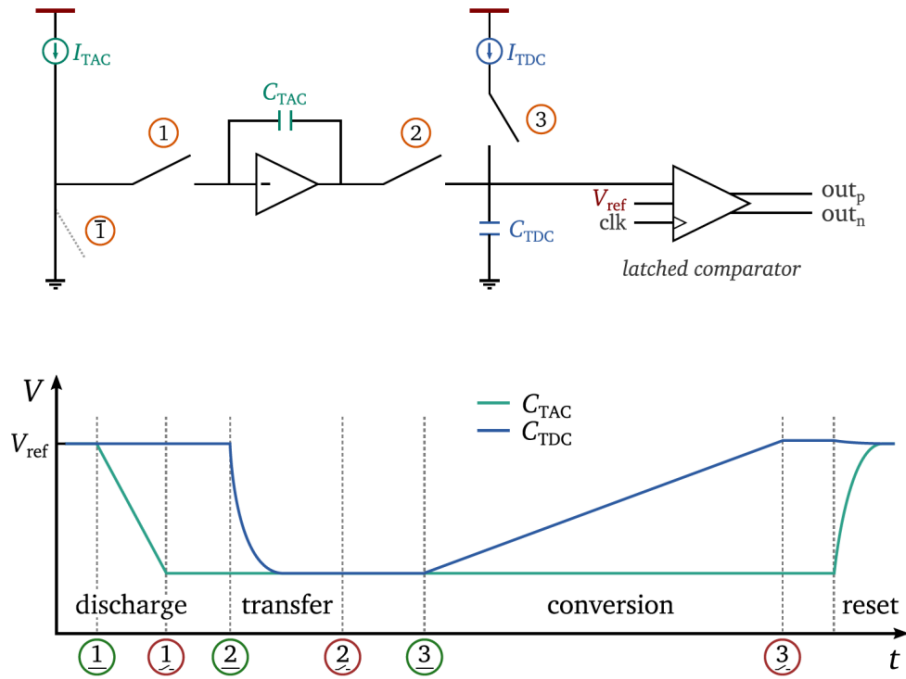 I_TAC
I_TDC
C_TAC
1
2
3
1̅
C_TDC
V_ref
clk
out_p
out_n
latched comparator
V
V_ref
C_TAC
C_TDC
discharge
transfer
conversion
reset
1
1
2
2
3
3
t